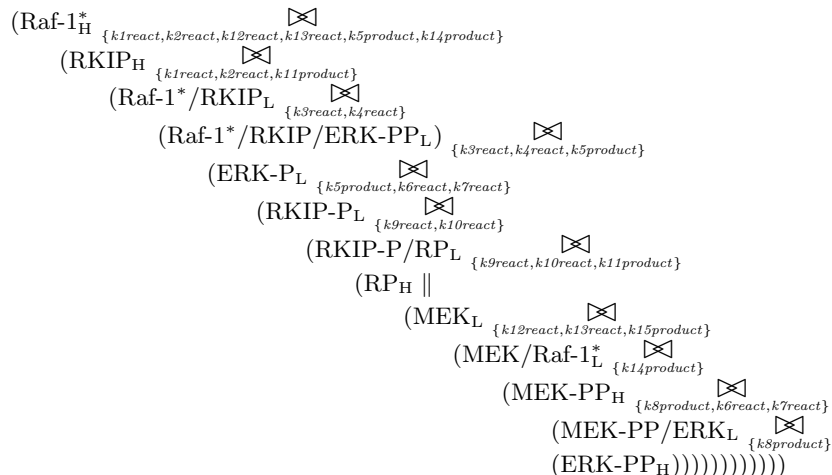 (Raf-1*H ⋈ {k1react,k2react,k12react,k13react,k5product,k14product}
(RKIPH ⋈ {k1react,k2react,k11product}
(Raf-1*/RKIPL ⋈ {k3react,k4react}
(Raf-1*/RKIP/ERK-PPL) ⋈ {k3react,k4react,k5product}
(ERK-PL ⋈ {k5product,k6react,k7react}
(RKIP-PL ⋈ {k9react,k10react}
(RKIP-P/RPL ⋈ {k9react,k10react,k11product}
(RPH ∥
(MEKL ⋈ {k12react,k13react,k15product}
(MEK/Raf-1*L ⋈ {k14product}
(MEK-PPH ⋈ {k8product,k6react,k7react}
(MEK-PP/ERKL ⋈ {k8product}
(ERK-PPH))))))))))))